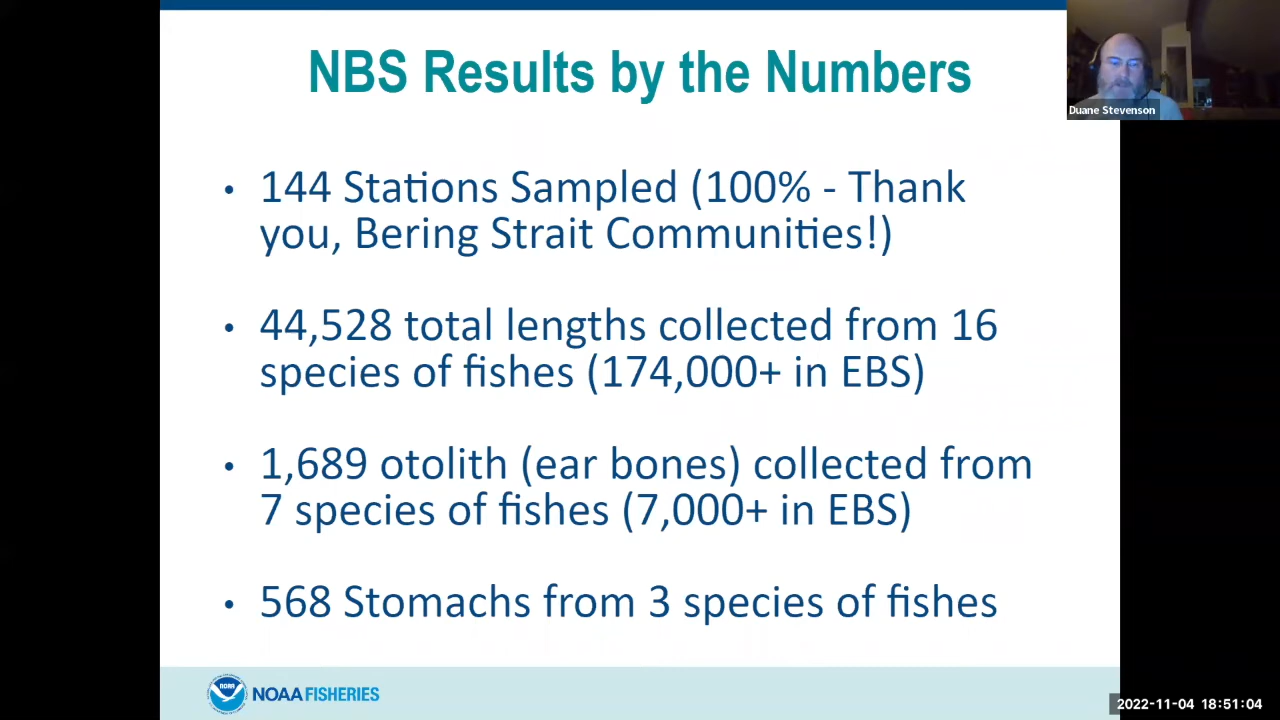 NBS Results by the Numbers
Duane Stevenson
• 144 Stations Sampled (100% - Thank
you, Bering Strait Communities!)
• 44,528 total lengths collected from 16
species of fishes (174,000+ in EBS)
• 1,689 otolith (ear bones) collected from
7 species of fishes (7,000+ in EBS)
• 568 Stomachs from 3 species of fishes
NOAA
NOAA FISHERIES
2022-11-04 18:51:04